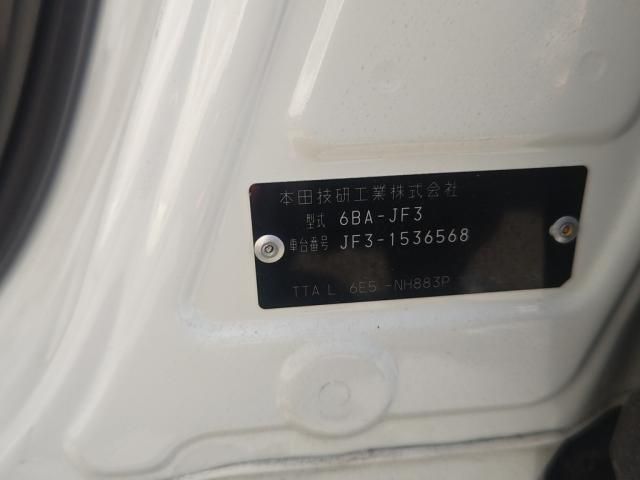 本田技研工業株式会社
型式 6BA-JF3
車台番号 JF3-1536568
TTA L 6E5 -NH883P